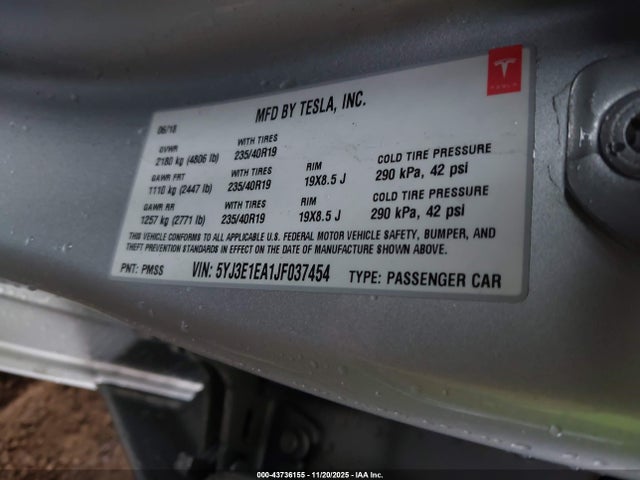 MFD BY TESLA, INC.
TESLA
06/18
GVWR
2180 kg (4806 lb)
WITH TIRES
235/40R19
GAWR FRT
1110 kg (2447 lb)
WITH TIRES
235/40R19
RIM
19X8.5 J
COLD TIRE PRESSURE
290 kPa, 42 psi
GAWR RR
1257 kg (2771 lb)
WITH TIRES
235/40R19
RIM
19X8.5 J
COLD TIRE PRESSURE
290 kPa, 42 psi
THIS VEHICLE CONFORMS TO ALL APPLICABLE U.S. FEDERAL MOTOR VEHICLE SAFETY, BUMPER, AND
THEFT PREVENTION STANDARDS IN EFFECT ON THE DATE OF MANUFACTURE SHOWN ABOVE.
PNT: PMSS VIN: 5YJ3E1EA1JF037454 TYPE: PASSENGER CAR
000-43736155 - 11/20/2025 - IAA Inc.